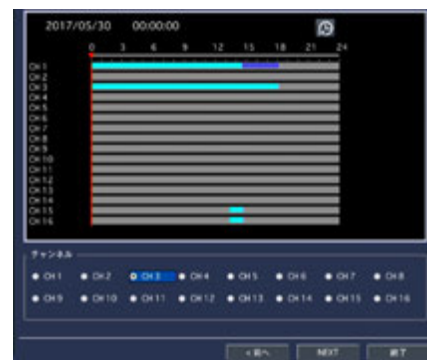 2017/05/30 00:00:00
0 3 6 9 12 15 18 21 24
CH 1
CH 2
CH 3
CH 4
CH 5
CH 6
CH 7
CH 8
CH 9
CH 10
CH 11
CH 12
CH 13
CH 14
CH 15
CH 16
チャンネル
CH 1 CH 2 CH 3 CH 4 CH 5 CH 6 CH 7 CH 8
CH 9 CH 10 CH 11 CH 12 CH 13 CH 14 CH 15 CH 16
< 前へ NEXT 終了